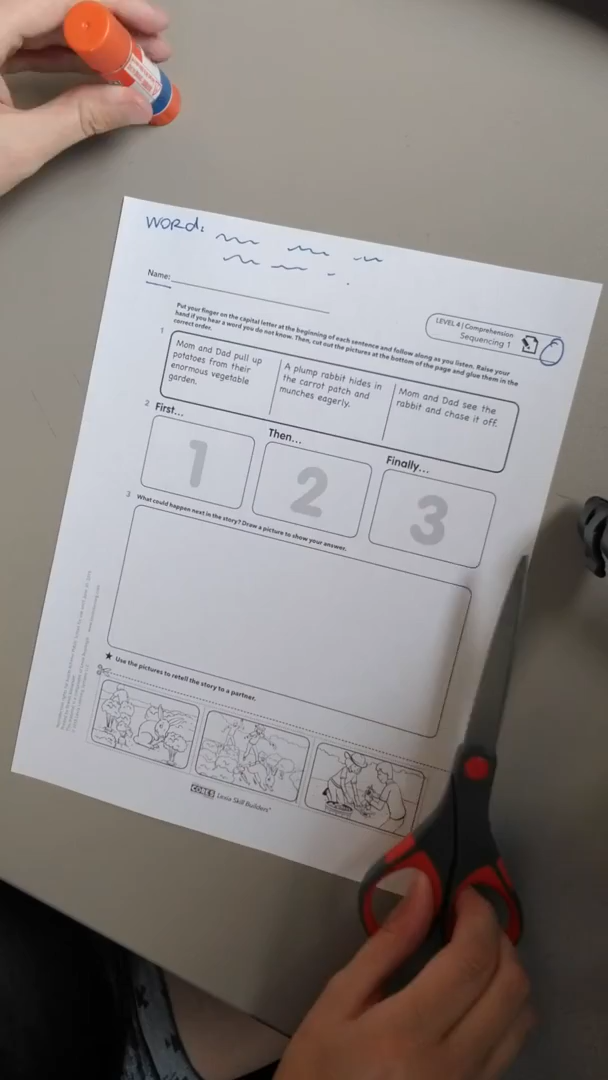 WORD:
Name:
LEVEL 4 | Comprehension
Sequencing 1
Put your finger on the capital letter at the beginning of each sentence and follow along as you listen. Raise your
hand if you hear a word you do not know. Then, cut out the pictures at the bottom of the page and glue them in the
correct order.
1
Mom and Dad pull up
potatoes from their
enormous vegetable
garden.
A plump rabbit hides in
the carrot patch and
munches eagerly.
Mom and Dad see the
rabbit and chase it off.
2 First...
Then...
Finally...
1
2
3
3 What could happen next in the story? Draw a picture to show your answer.
★ Use the pictures to retell the story to a partner.
CORE5 Lexia Skill Builders®